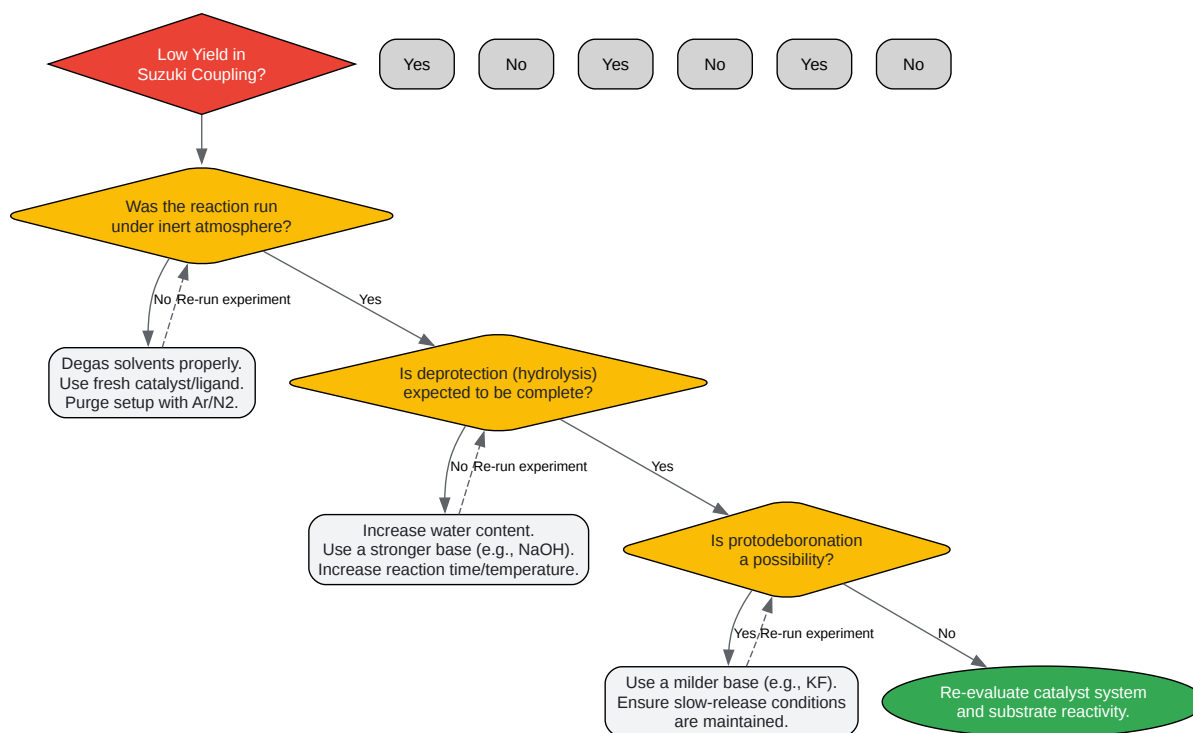 Low Yield in
Suzuki Coupling?
Yes
No
Yes
No
Yes
No
Was the reaction run
under inert atmosphere?
No
Re-run experiment
Yes
Degas solvents properly.
Use fresh catalyst/ligand.
Purge setup with Ar/N2.
Is deprotection (hydrolysis)
expected to be complete?
No
Re-run experiment
Yes
Increase water content.
Use a stronger base (e.g., NaOH).
Increase reaction time/temperature.
Is protodeboronation
a possibility?
Yes
Re-run experiment
No
Use a milder base (e.g., KF).
Ensure slow-release conditions
are maintained.
Re-evaluate catalyst system
and substrate reactivity.